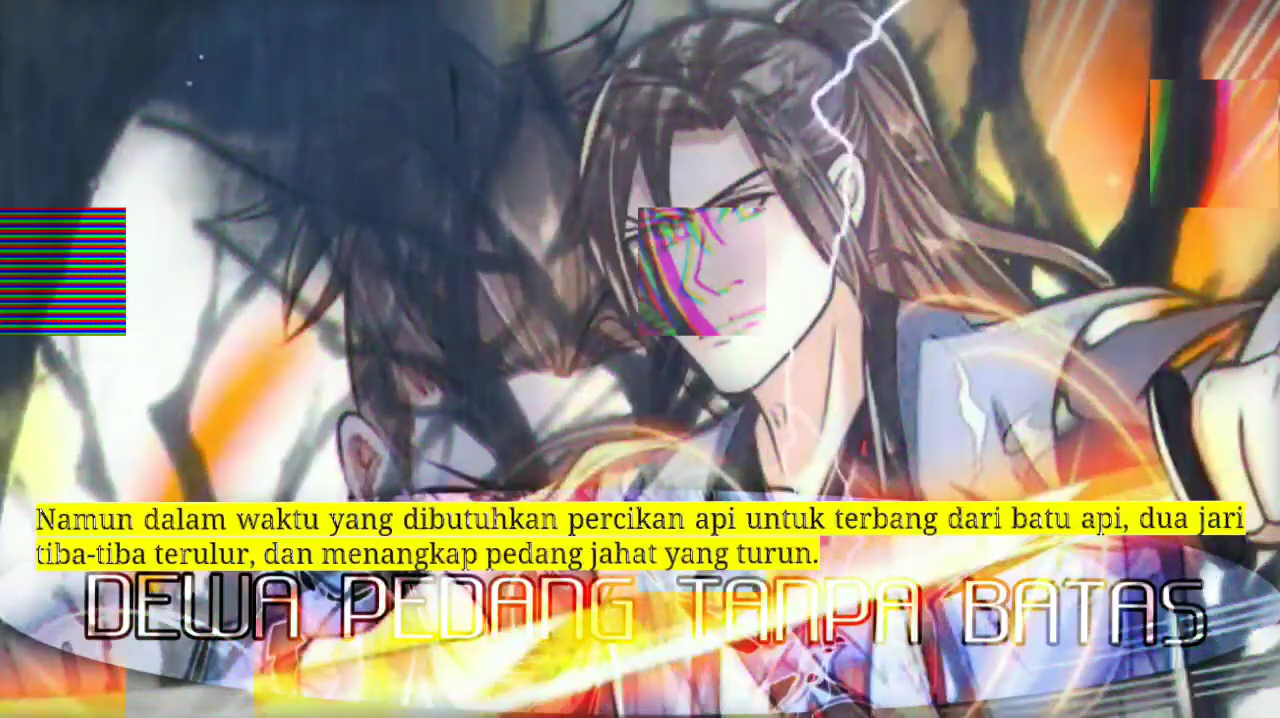 Namun dalam waktu yang dibutuhkan percikan api untuk terbang dari batu api, dua jari
tiba-tiba terulur, dan menangkap pedang jahat yang turun.
DEWA PEDANG TANPA BATAS